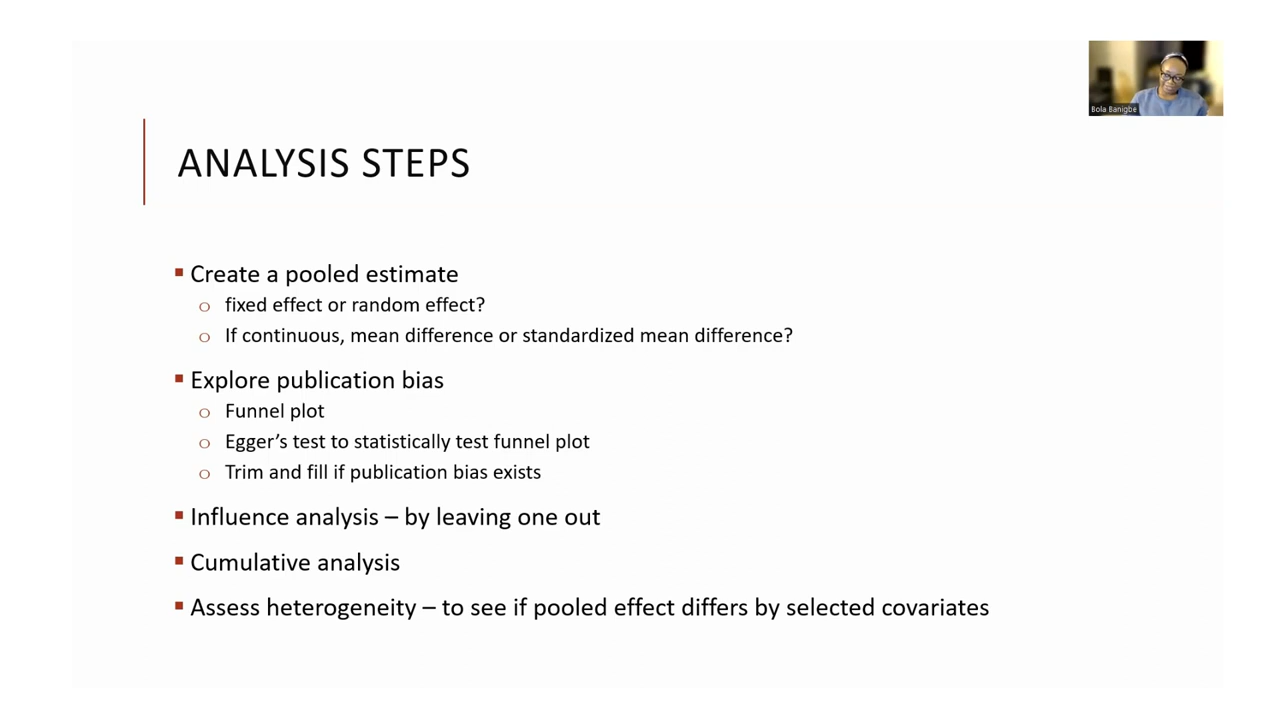 Bola Banigbe
ANALYSIS STEPS
▪ Create a pooled estimate
o fixed effect or random effect?
o If continuous, mean difference or standardized mean difference?
▪ Explore publication bias
o Funnel plot
o Egger’s test to statistically test funnel plot
o Trim and fill if publication bias exists
▪ Influence analysis – by leaving one out
▪ Cumulative analysis
▪ Assess heterogeneity – to see if pooled effect differs by selected covariates